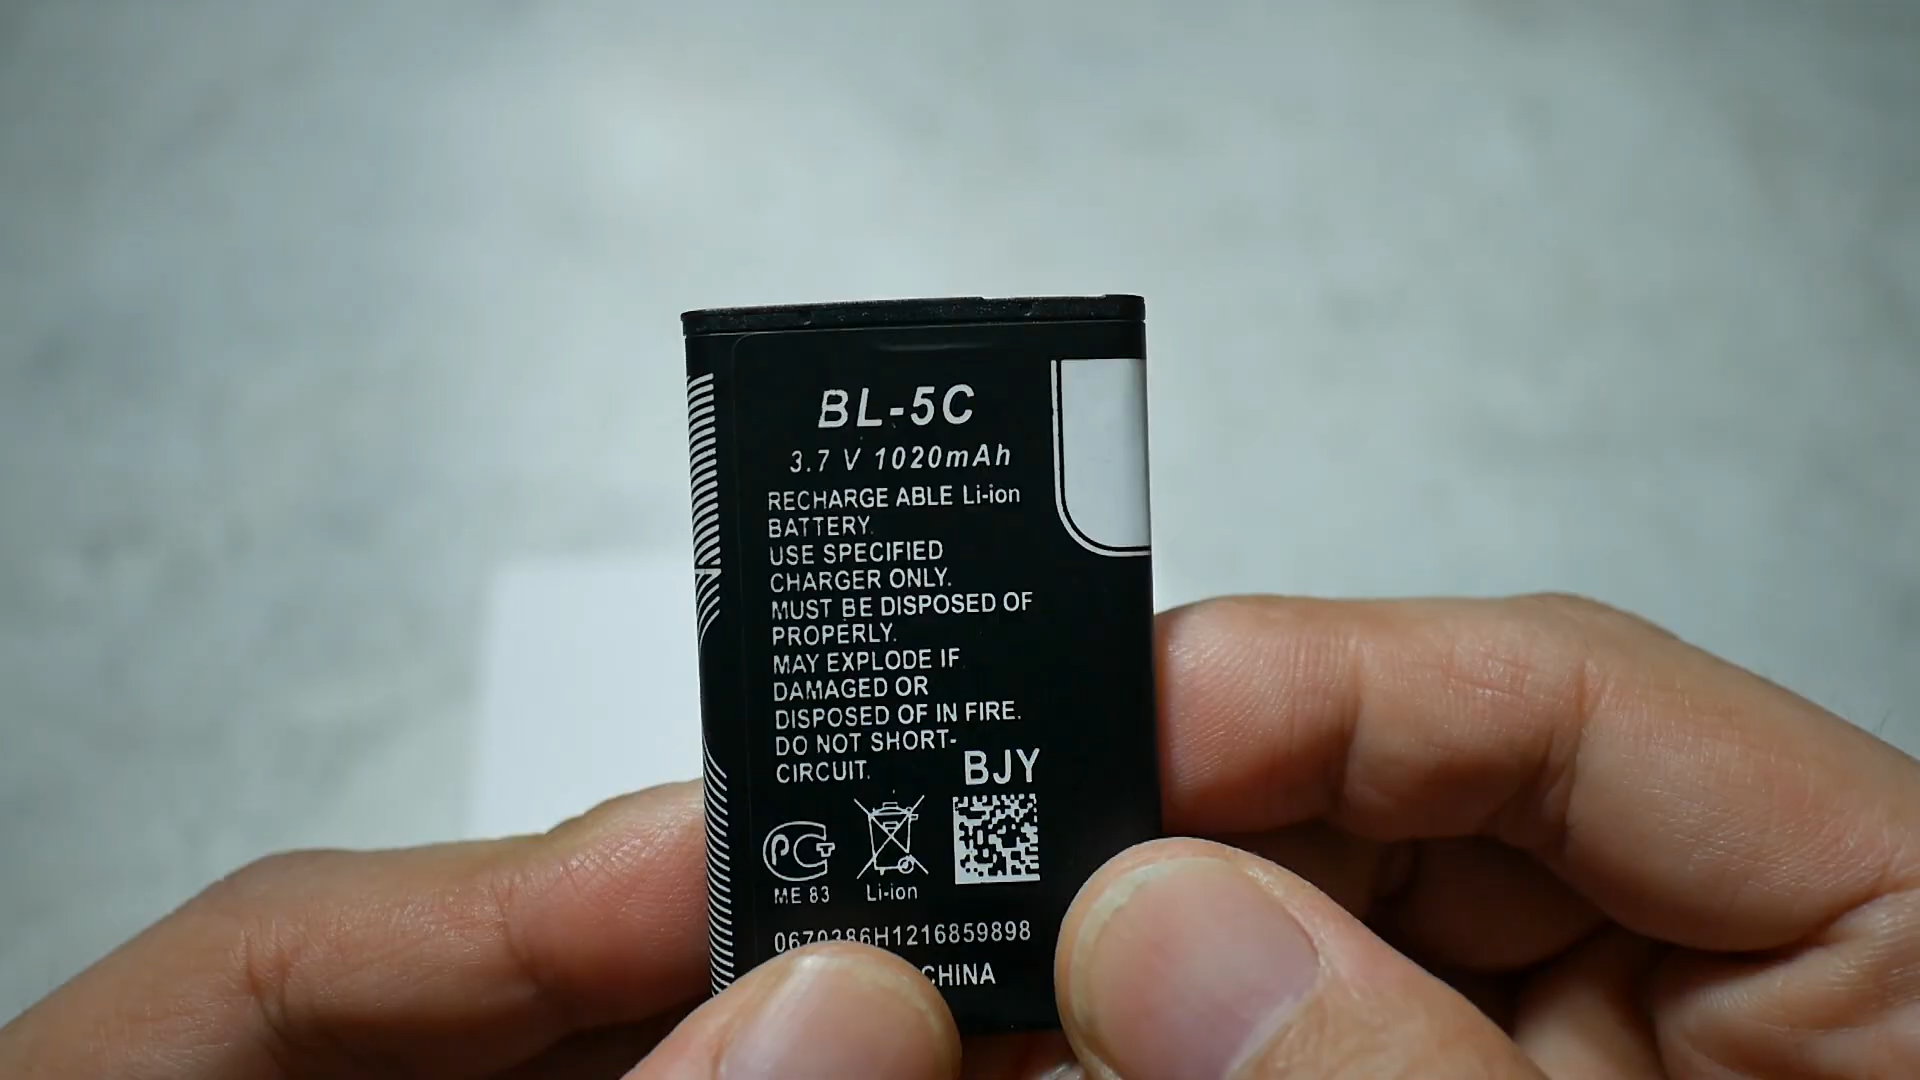 BL-5C
3.7 V 1020mAh
RECHARGE ABLE Li-ion
BATTERY.
USE SPECIFIED
CHARGER ONLY.
MUST BE DISPOSED OF
PROPERLY.
MAY EXPLODE IF
DAMAGED OR
DISPOSED OF IN FIRE.
DO NOT SHORT-
CIRCUIT.
BJY
PCT
ME 83
Li-ion
0670386H1216859898
CHINA